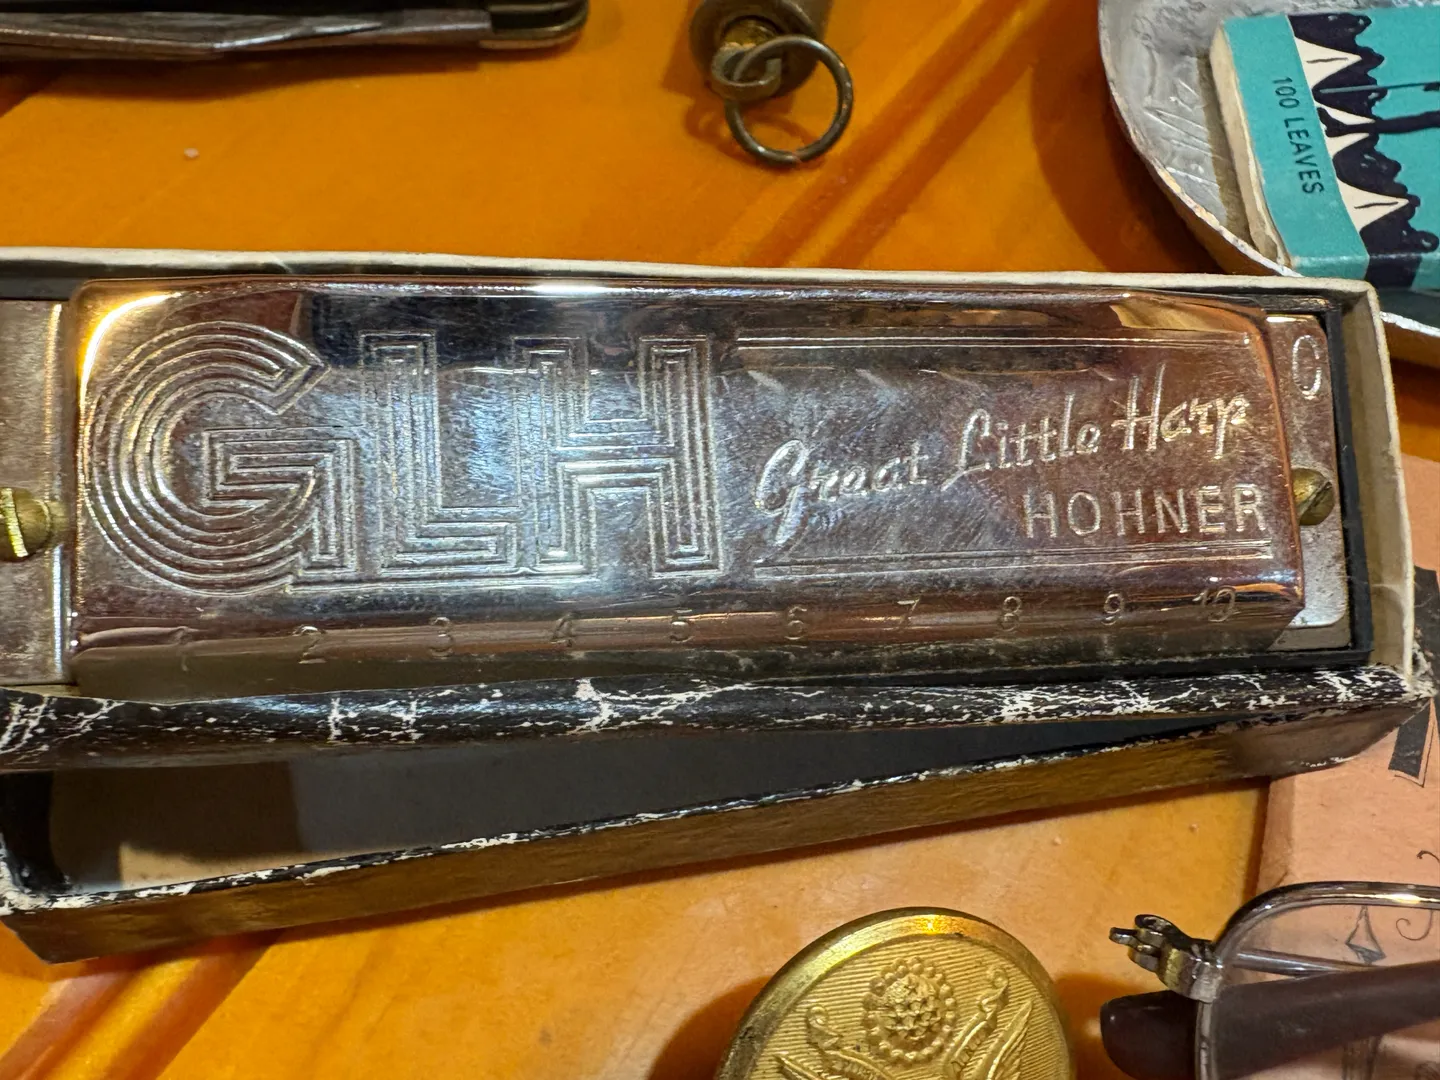 100 LEAVES
GLH
Great Little Harp
HOHNER
C
1 2 3 4 5 6 7 8 9 10